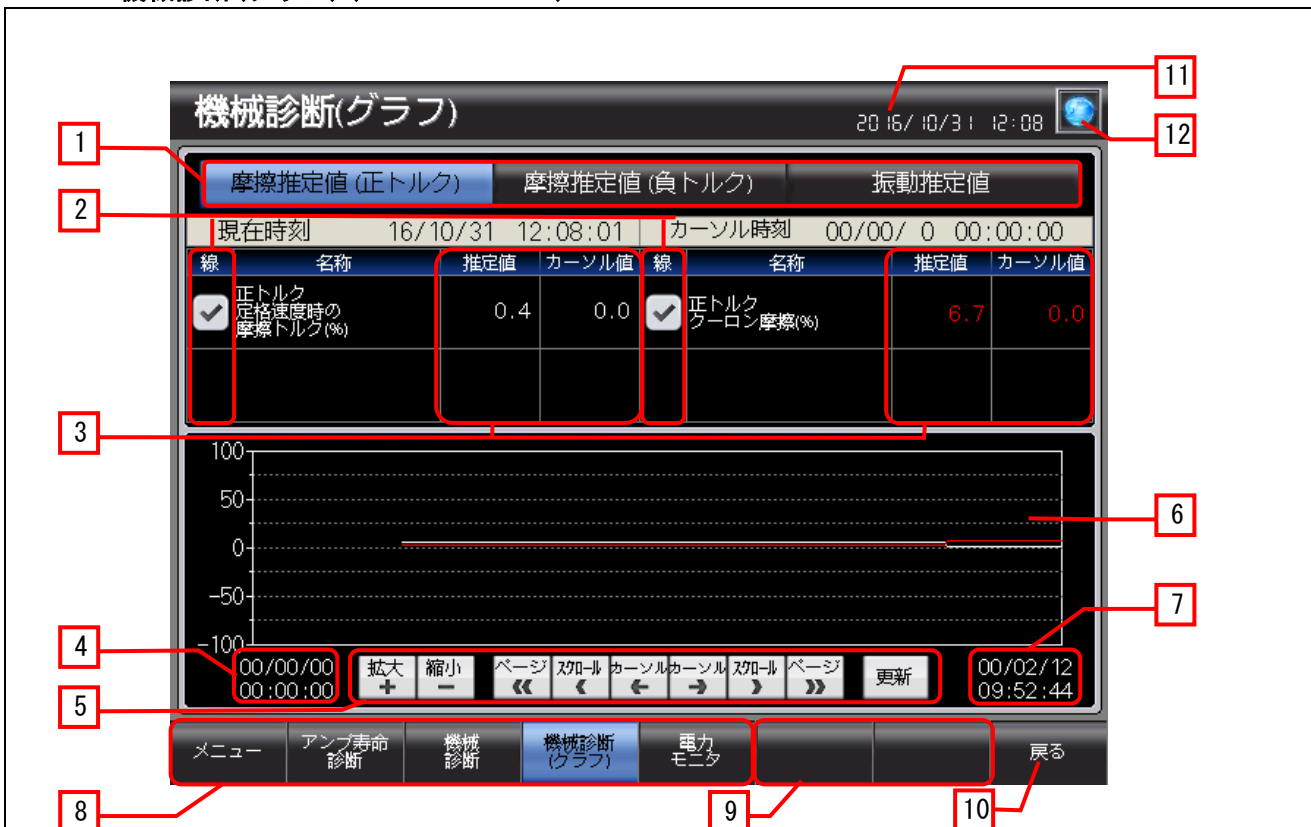 11
機械診断(グラフ)
2016/10/31 12:08
12
1
摩擦推定値(正トルク) 摩擦推定値(負トルク) 振動推定値
2
現在時刻 16/10/31 12:08:01 カーソル時刻 00/00/ 0 00:00:00
線 名称 推定値 カーソル値 線 名称 推定値 カーソル値
正トルク
定格速度時の
摩擦トルク(%)
0.4 0.0
正トルク
クーロン摩擦(%)
6.7 0.0
3
100
50
0
-50
-100
6
7
4
00/00/00
00:00:00
拡大
+
縮小
−
ページ
«
スクロール
‹
カーソル
←
カーソル
→
スクロール
›
ページ
»
更新
00/02/12
09:52:44
5
メニュー
アンプ寿命
診断
機械
診断
機械診断
(グラフ)
電力
モニタ
戻る
8
9
10